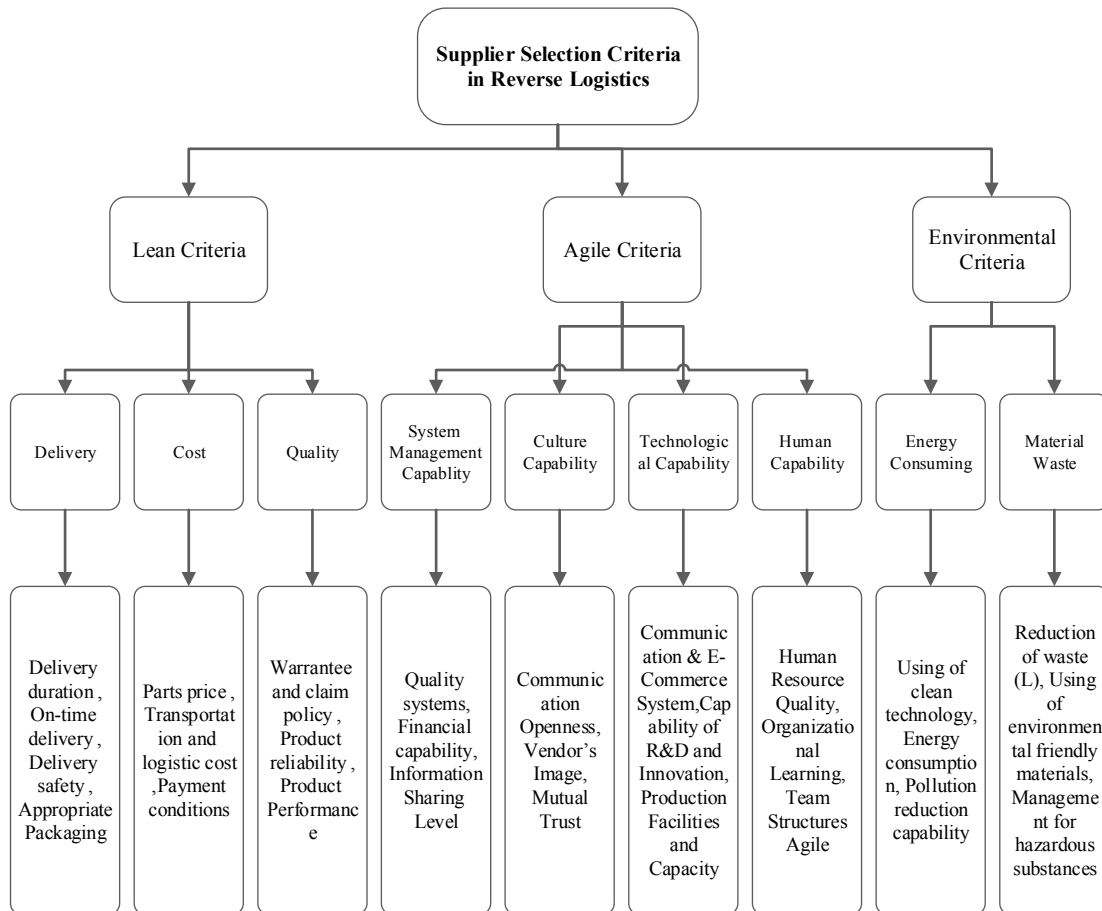 Supplier Selection Criteria
in Reverse Logistics
Lean Criteria
Agile Criteria
Environmental
Criteria
Delivery
Cost
Quality
System
Management
Capablity
Culture
Capability
Technologic
al Capability
Human
Capability
Energy
Consuming
Material
Waste
Delivery
duration ,
On-time
delivery ,
Delivery
safety ,
Appropriate
Packaging
Parts price ,
Transportat
ion and
logistic cost
,Payment
conditions
Warrantee
and claim
policy ,
Product
reliability ,
Product
Performanc
e
Quality
systems,
Financial
capability,
Information
Sharing
Level
Communic
ation
Openness,
Vendor’s
Image,
Mutual
Trust
Communic
ation & E-
Commerce
System,Cap
ability of
R&D and
Innovation,
Production
Facilities
and
Capacity
Human
Resource
Quality,
Organizatio
nal
Learning,
Team
Structures
Agile
Using of
clean
technology,
Energy
consumptio
n, Pollution
reduction
capability
Reduction
of waste
(L), Using
of
environmen
tal friendly
materials,
Manageme
nt for
hazardous
substances